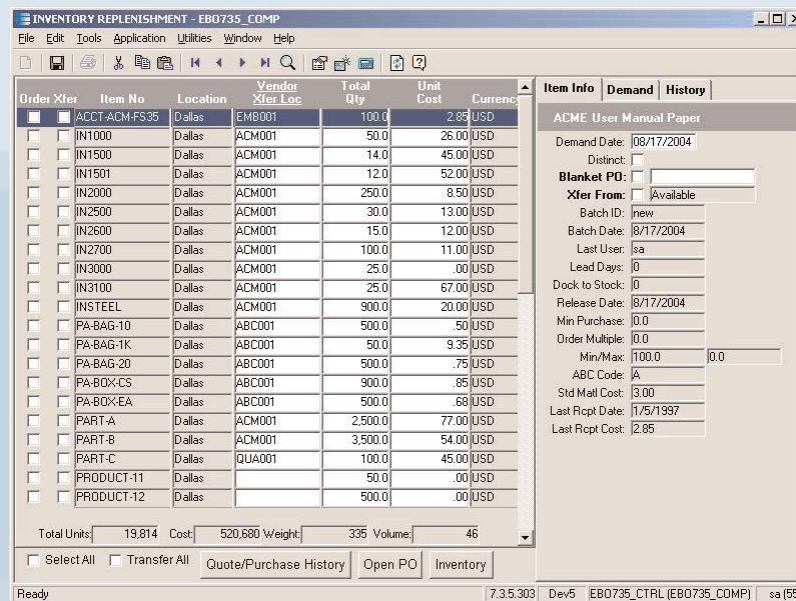 INVENTORY REPLENISHMENT - EBO735_COMP
File Edit Tools Application Utilities Window Help
Order Xfer Item No Location Vendor Xfer Loc Total Qty Unit Cost Currency
ACCT-ACM-FS35 Dallas EMB001 100.0 2.85 USD
IN1000 Dallas ACM001 50.0 26.00 USD
IN1500 Dallas ACM001 14.0 45.00 USD
IN1501 Dallas ACM001 12.0 52.00 USD
IN2000 Dallas ACM001 250.0 8.50 USD
IN2500 Dallas ACM001 30.0 13.00 USD
IN2600 Dallas ACM001 15.0 12.00 USD
IN2700 Dallas ACM001 100.0 11.00 USD
IN3000 Dallas ACM001 25.0 .00 USD
IN3100 Dallas ACM001 25.0 67.00 USD
INSTEEL Dallas ACM001 900.0 20.00 USD
PA-BAG-10 Dallas ABC001 500.0 .50 USD
PA-BAG-1K Dallas ABC001 50.0 9.35 USD
PA-BAG-20 Dallas ABC001 500.0 .75 USD
PA-BOX-CS Dallas ABC001 900.0 .85 USD
PA-BOX-EA Dallas ABC001 500.0 .68 USD
PART-A Dallas ACM001 2,500.0 77.00 USD
PART-B Dallas ACM001 3,500.0 54.00 USD
PART-C Dallas QUA001 100.0 45.00 USD
PRODUCT-11 Dallas 50.0 .00 USD
PRODUCT-12 Dallas 500.0 .00 USD
Total Units: 19,814 Cost: 520,680 Weight: 335 Volume: 46
Select All Transfer All Quote/Purchase History Open PO Inventory
Item Info Demand History
ACME User Manual Paper
Demand Date: 08/17/2004
Distinct:
Blanket PO:
Xfer From: Available
Batch ID: new
Batch Date: 8/17/2004
Last User: sa
Lead Days: 0
Dock to Stock: 0
Release Date: 8/17/2004
Min Purchase: 0.0
Order Multiple: 0.0
Min/Max: 100.0 0.0
ABC Code: A
Std Matl Cost: 3.00
Last Rcpt Date: 1/5/1997
Last Rcpt Cost: 2.85
Ready 7.3.5.303 Dev5 EBO735_CTRL (EBO735_COMP) sa (55